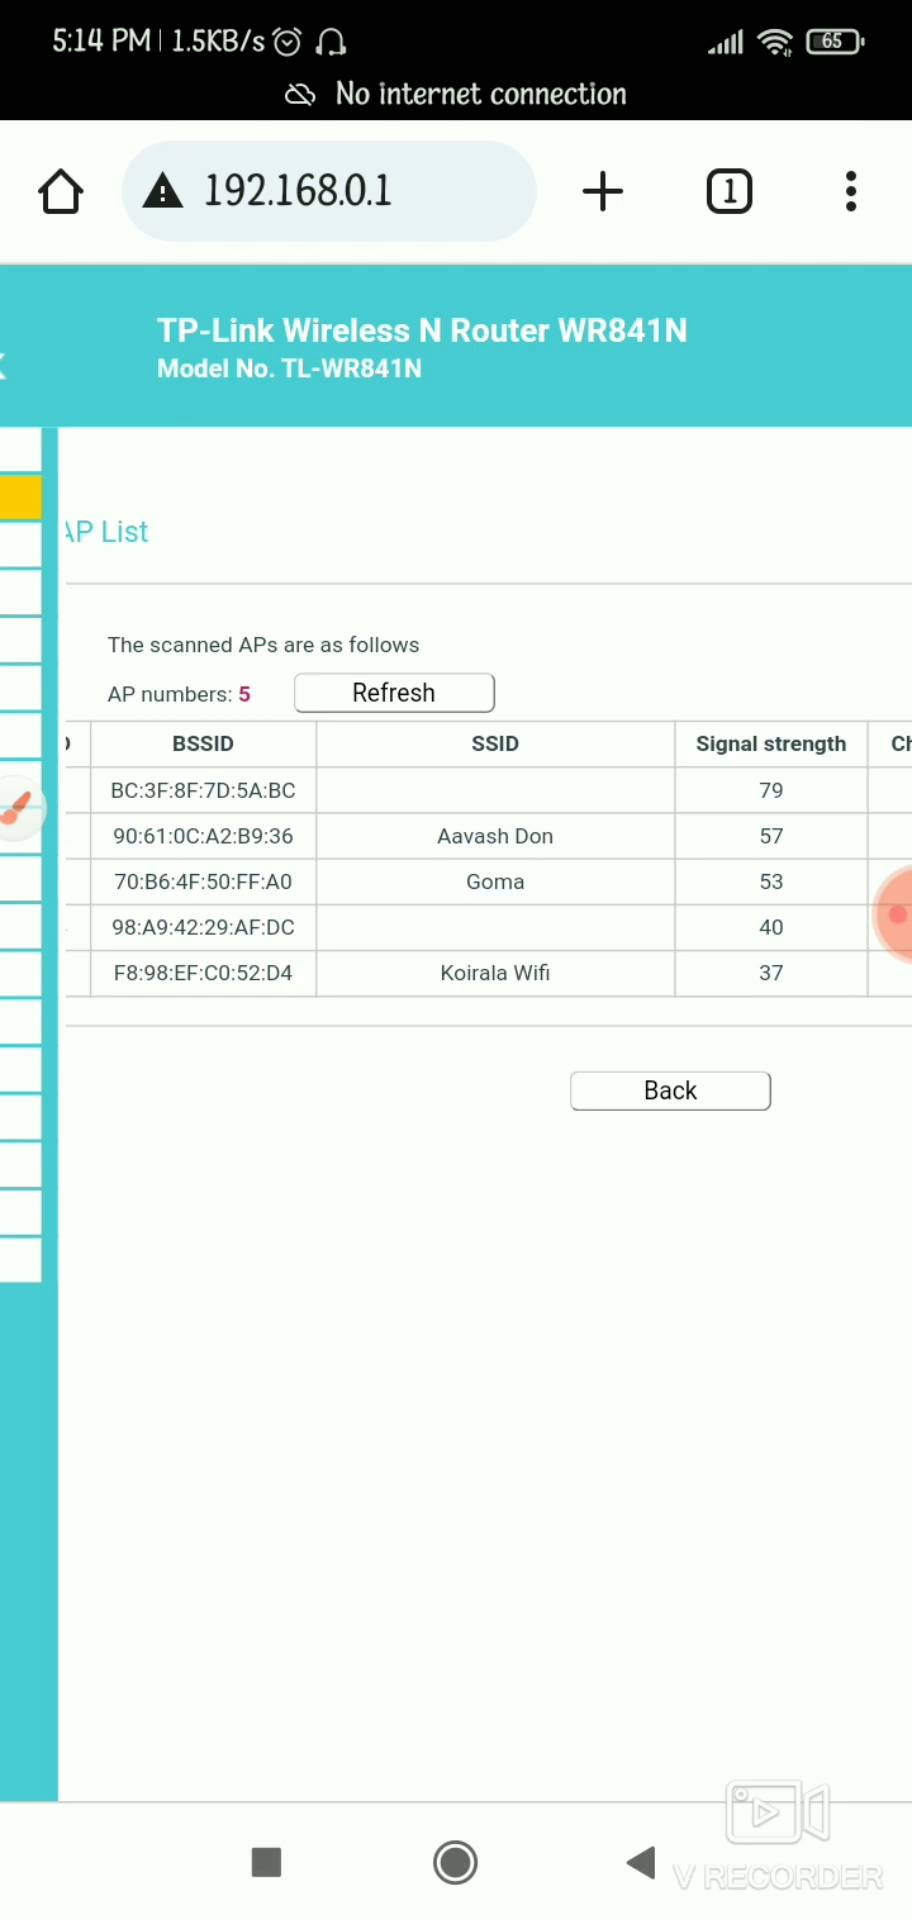 5:14 PM | 1.5KB/s 65
No internet connection
192.168.0.1 1
TP-Link Wireless N Router WR841N
Model No. TL-WR841N
AP List
The scanned APs are as follows
AP numbers: 5 Refresh
BSSID SSID Signal strength
BC:3F:8F:7D:5A:BC 79
90:61:0C:A2:B9:36 Aavash Don 57
70:B6:4F:50:FF:A0 Goma 53
98:A9:42:29:AF:DC 40
F8:98:EF:C0:52:D4 Koirala Wifi 37
Back
V RECORDER